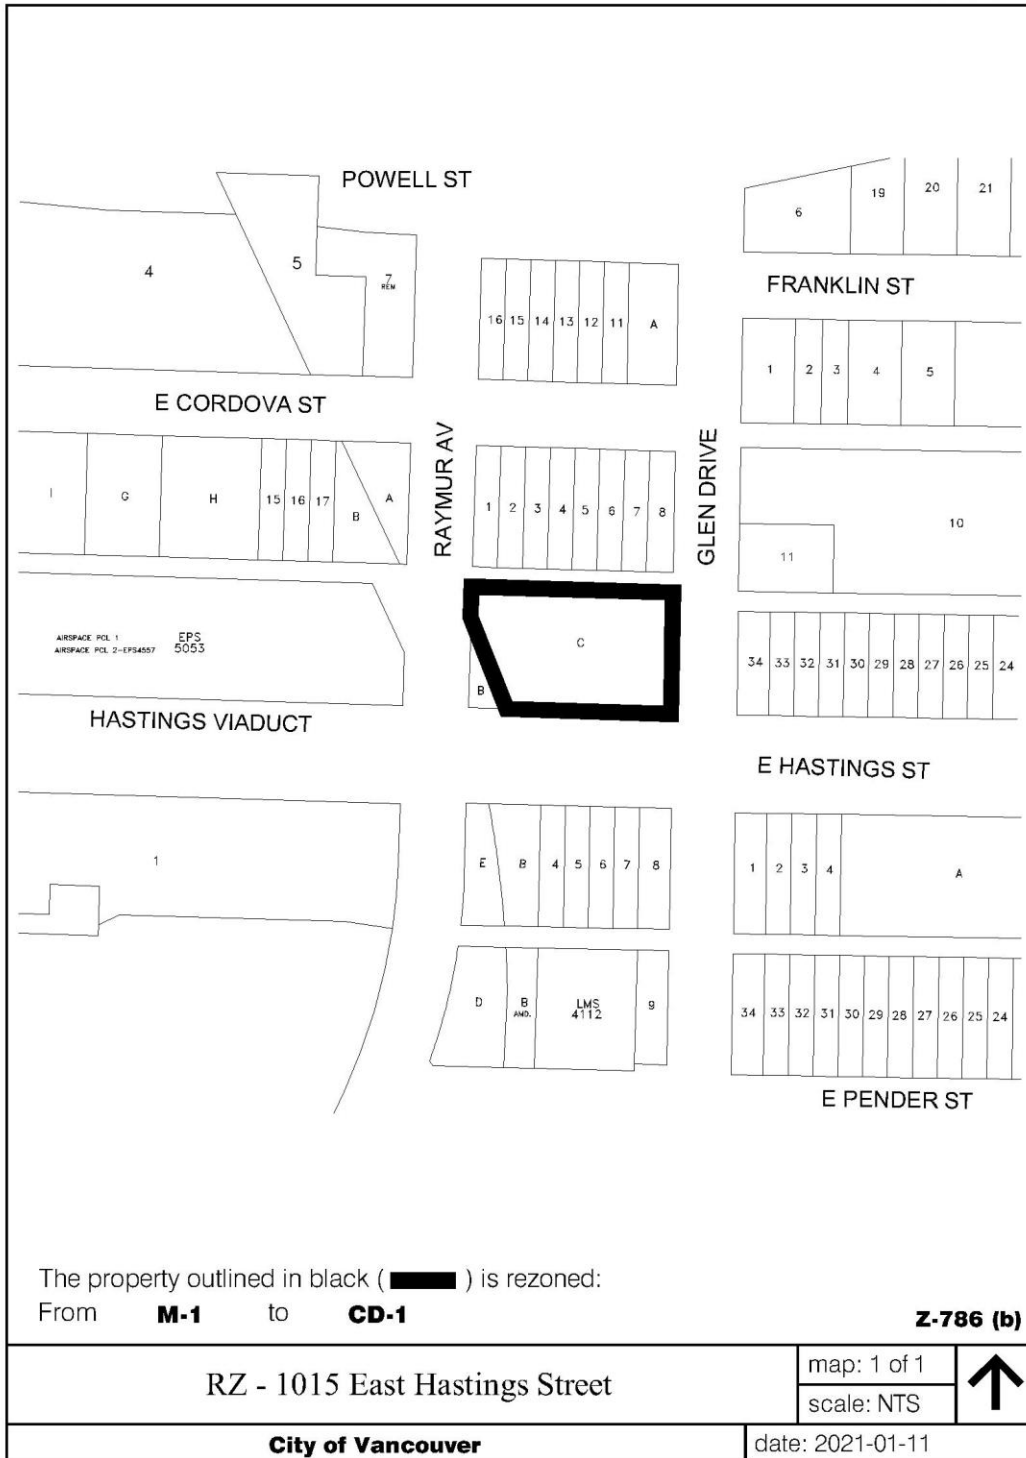 POWELL ST
6 19 20 21
4 5 7
REM
FRANKLIN ST
16 15 14 13 12 11 A
1 2 3 4 5
E CORDOVA ST
RAYMUR AV
GLEN DRIVE
I G H 15 16 17 B A
1 2 3 4 5 6 7 8
10
11
AIRSPACE PCL 1
AIRSPACE PCL 2-EPS4557
EPS
5053
C
B
34 33 32 31 30 29 28 27 26 25 24
HASTINGS VIADUCT
E HASTINGS ST
1
E B 4 5 6 7 8
1 2 3 4 A
D B
AMD.
LMS
4112
9
34 33 32 31 30 29 28 27 26 25 24
E PENDER ST
The property outlined in black ( ) is rezoned:
From M-1 to CD-1
Z-786 (b)
RZ - 1015 East Hastings Street
map: 1 of 1
scale: NTS
City of Vancouver
date: 2021-01-11